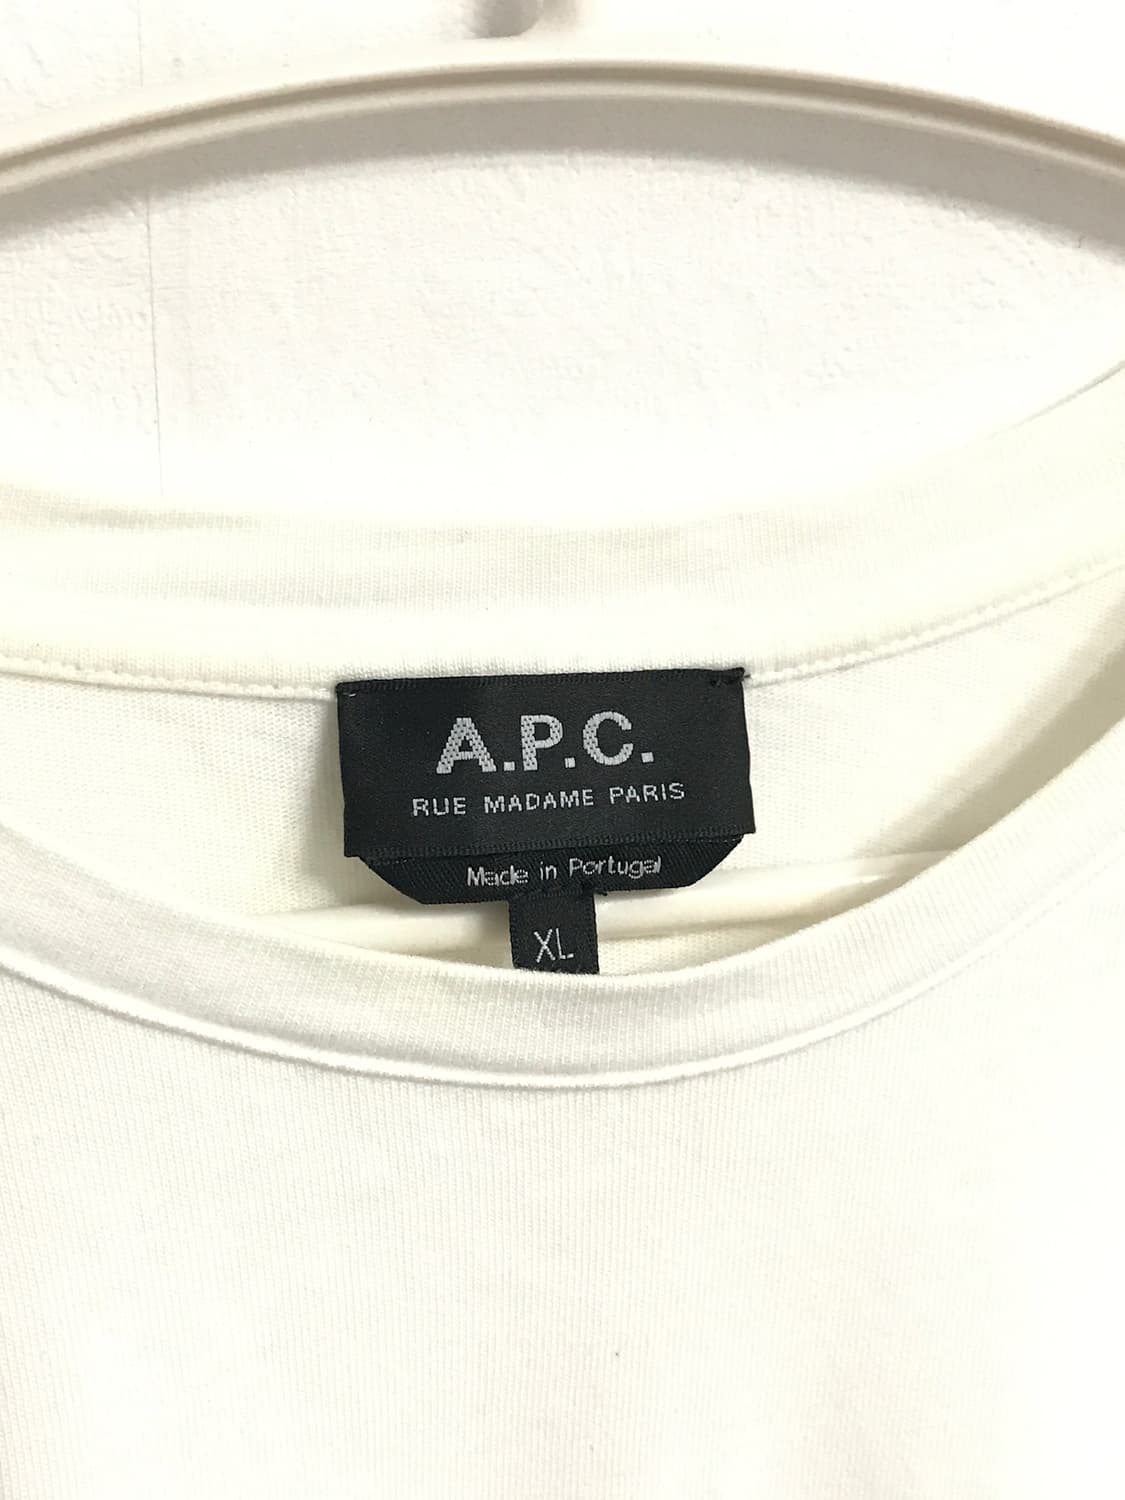 A.P.C.
RUE MADAME PARIS
Made in Portugal
XL